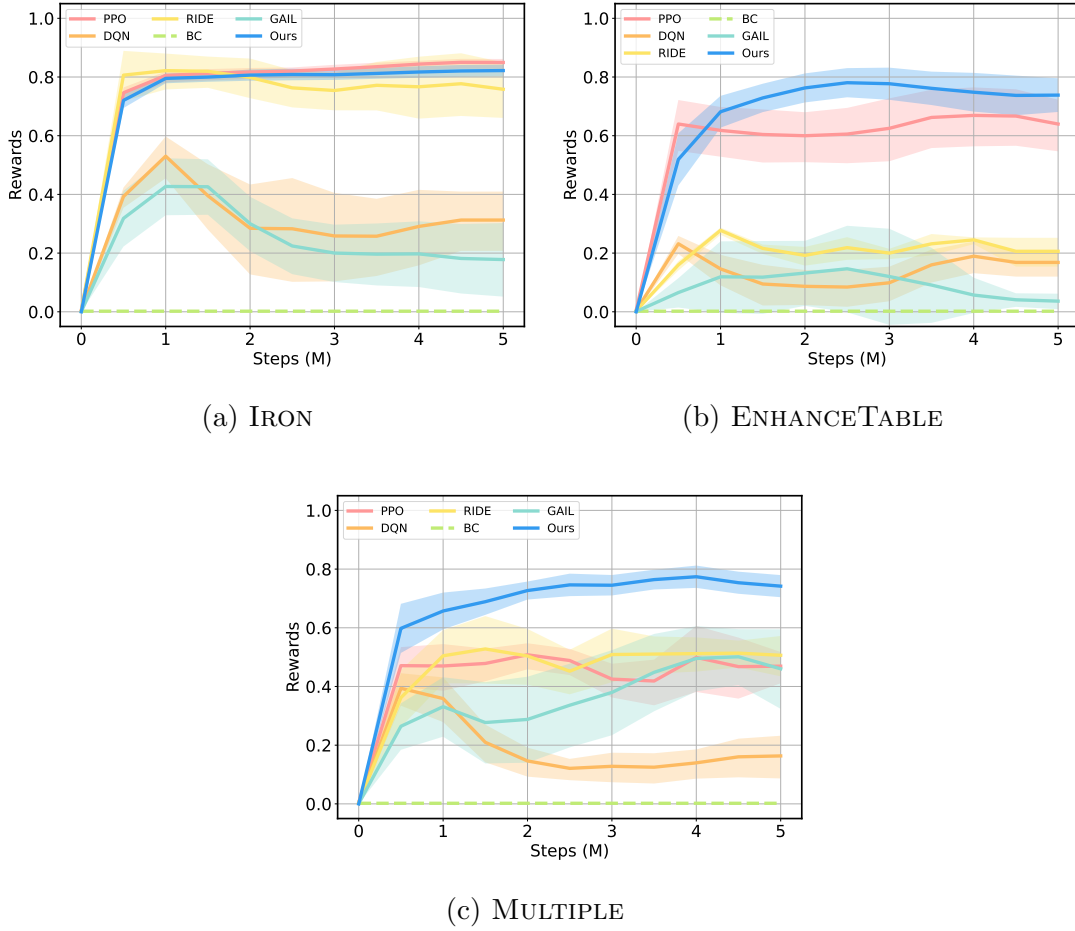 PPO RIDE GAIL
DQN BC Ours
1.0
0.8
0.6
0.4
0.2
0.0
Rewards
0 1 2 3 4 5
Steps (M)
(a) IRON
PPO BC
DQN GAIL
RIDE Ours
1.0
0.8
0.6
0.4
0.2
0.0
Rewards
0 1 2 3 4 5
Steps (M)
(b) ENHANCETABLE
PPO RIDE GAIL
DQN BC Ours
1.0
0.8
0.6
0.4
0.2
0.0
Rewards
0 1 2 3 4 5
Steps (M)
(c) MULTIPLE